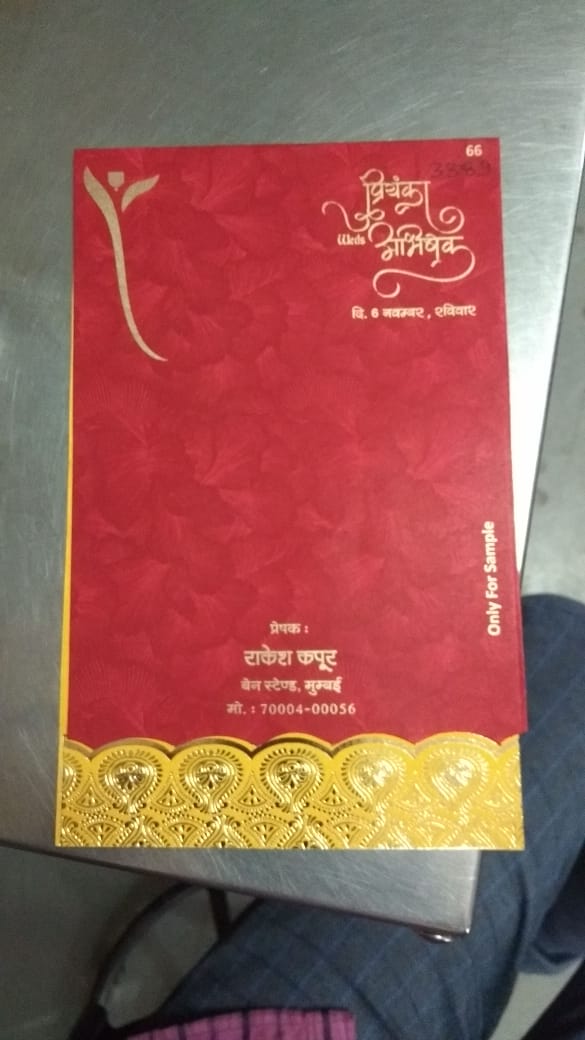 66
प्रियंका
Weds
अभिषेक
दि. 6 नवम्बर, रविवार
Only For Sample
प्रेषक :
राकेश कपूर
बेन स्टेण्ड, मुम्बई
मो. : 70004-00056